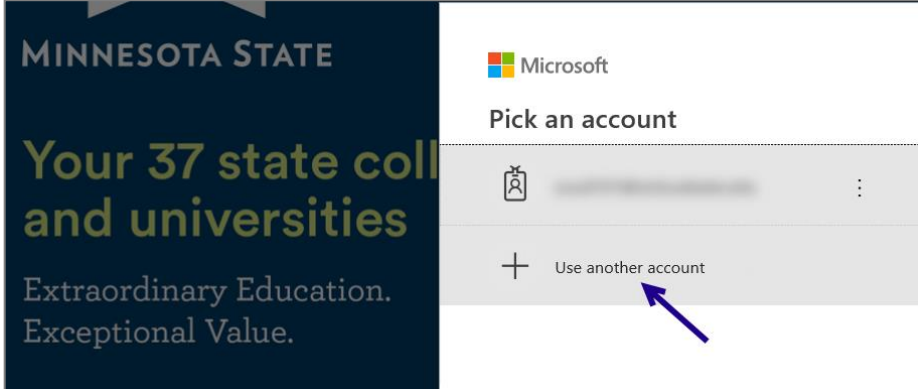 MINNESOTA STATE
Your 37 state coll
and universities
Extraordinary Education.
Exceptional Value.
Microsoft
Pick an account
Use another account